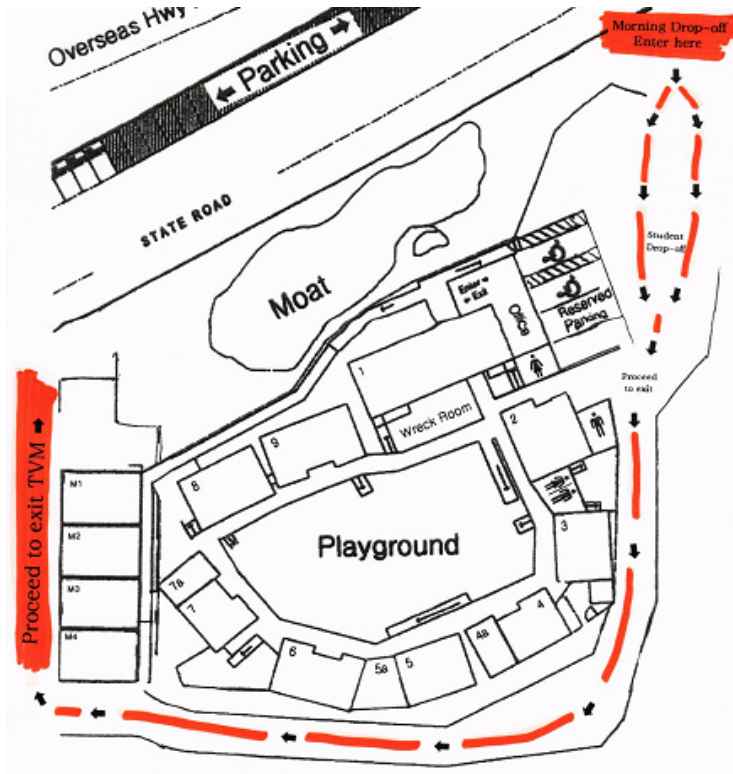 Morning Drop-off
Enter here
Overseas Hwy
Parking
STATE ROAD
Student
Drop-off
Moat
Enter
Exit
Office
Reserved
Parking
1
Proceed
to exit
Wreck Room
2
9
8
M1
M2
M3
M4
3
Playground
7a
7
6
5a
5
4a
4
Proceed to exit TVM